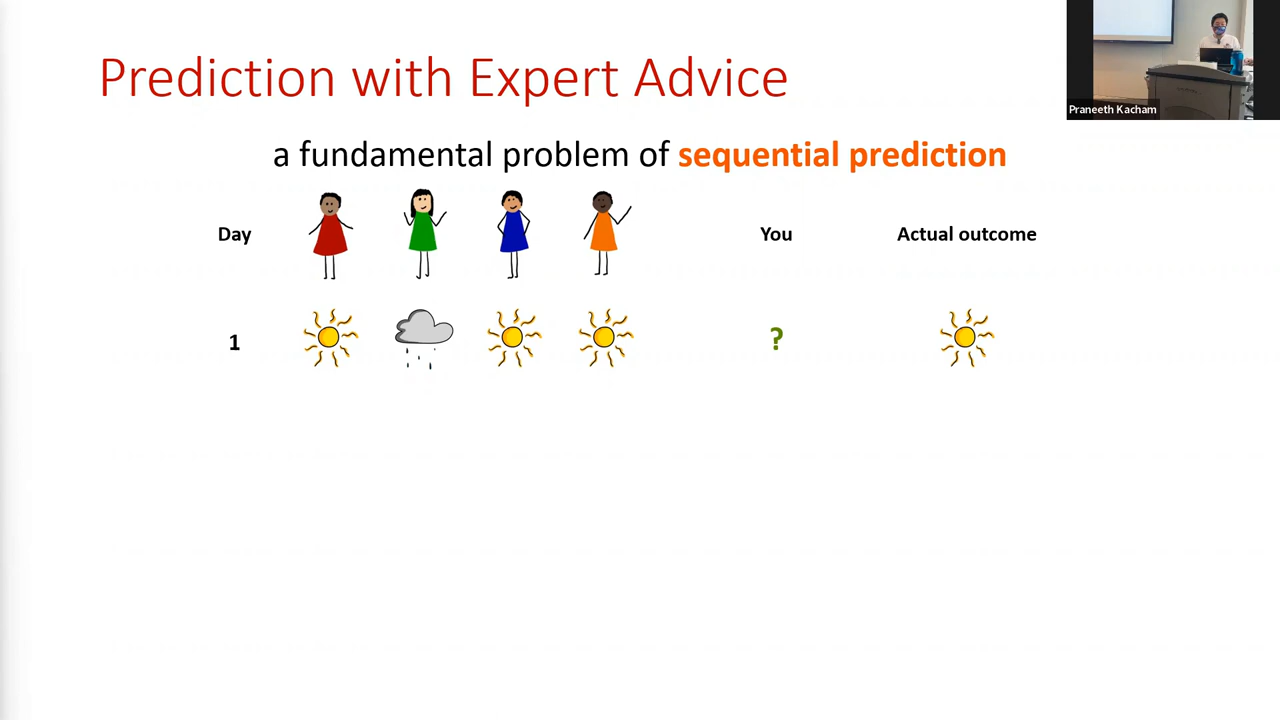 Prediction with Expert Advice
Praneeth Kacham
a fundamental problem of sequential prediction
Day You Actual outcome
1 ?